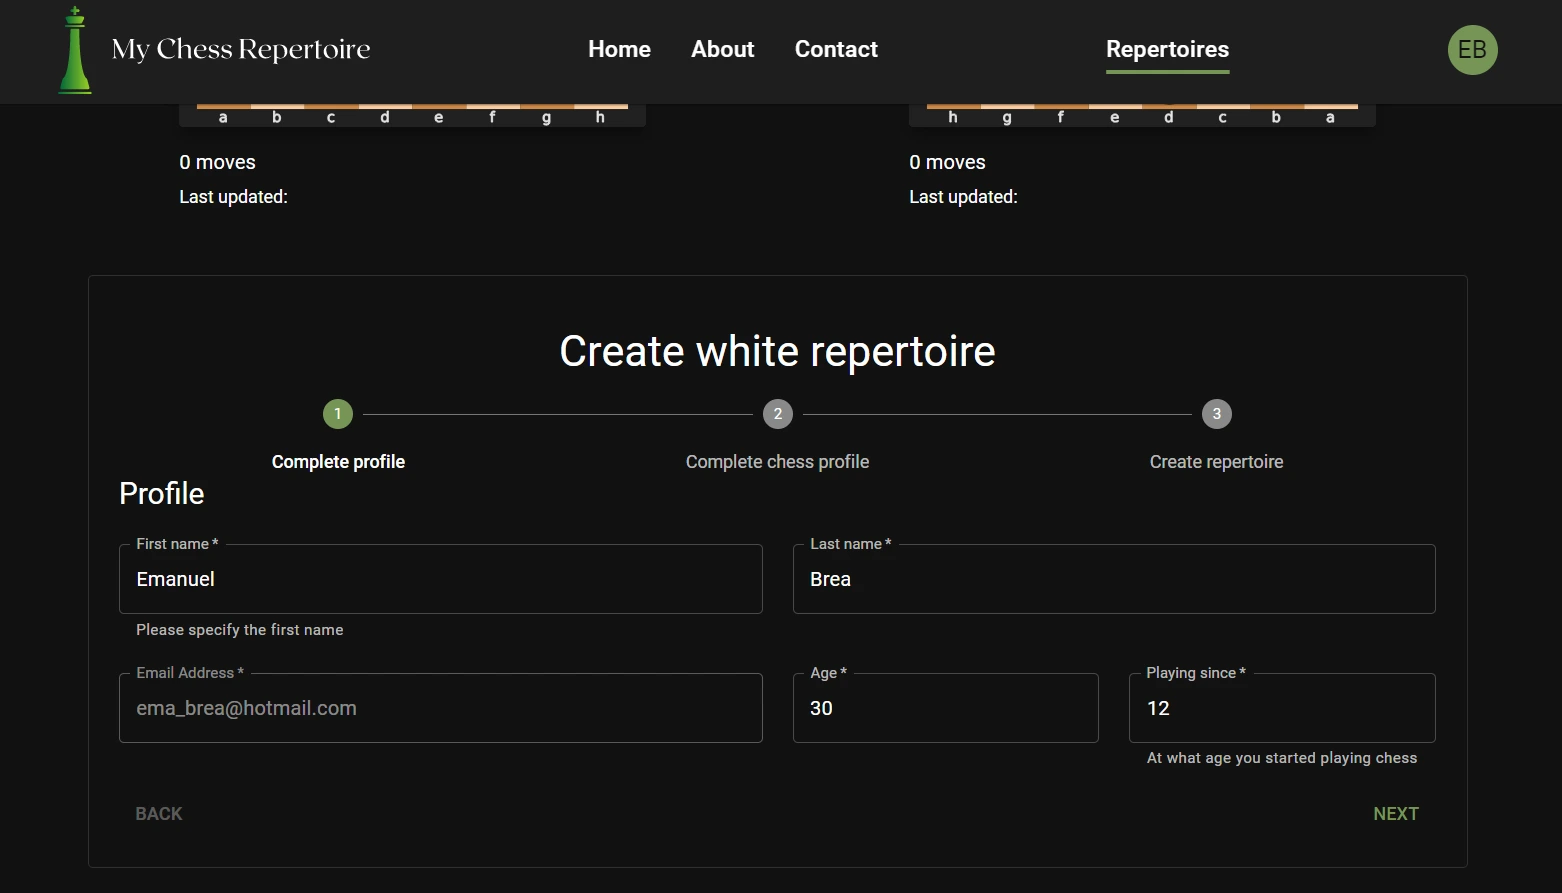 My Chess Repertoire
Home About Contact Repertoires EB
a b c d e f g h
h g f e d c b a
0 moves
Last updated:
0 moves
Last updated:
Create white repertoire
1 2 3
Complete profile Complete chess profile Create repertoire
Profile
First name *
Emanuel
Please specify the first name
Last name *
Brea
Email Address *
ema_brea@hotmail.com
Age *
30
Playing since *
12
At what age you started playing chess
BACK NEXT